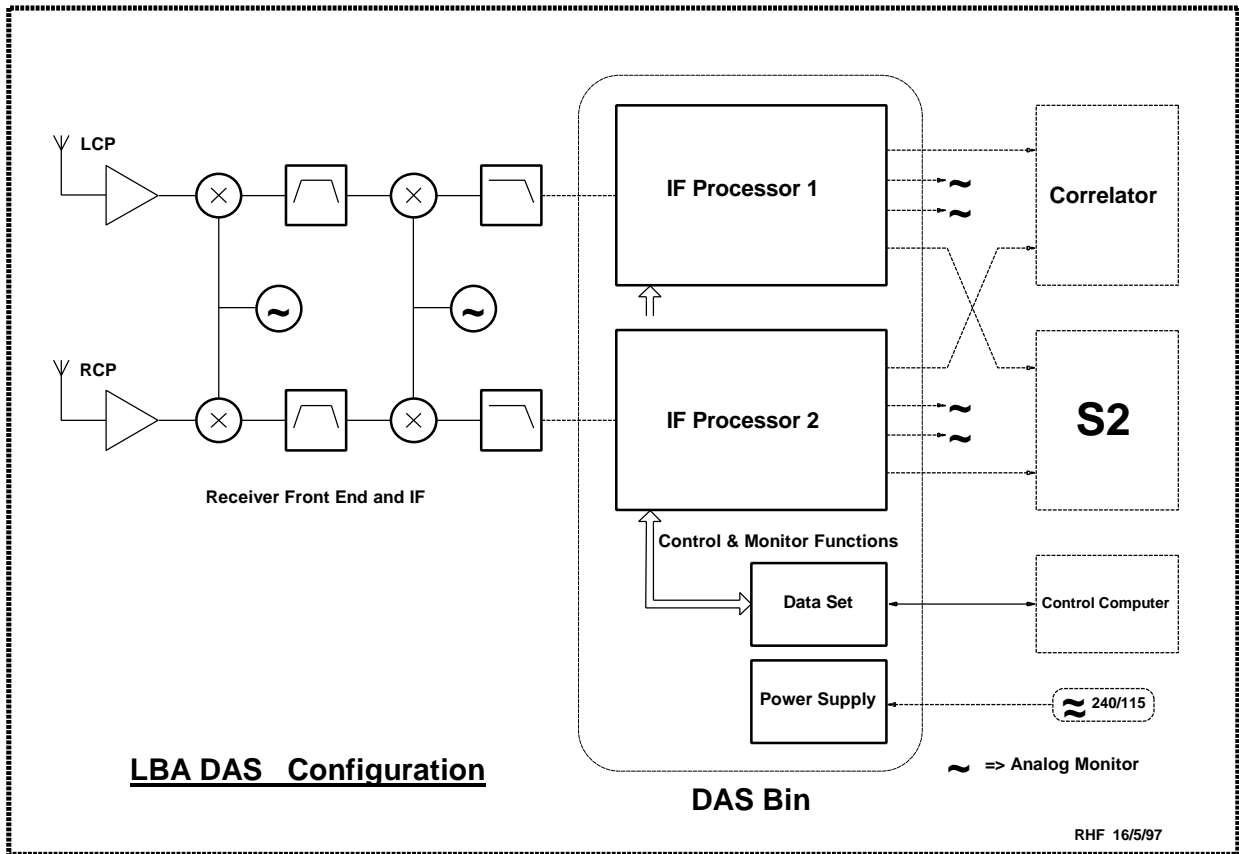 LCP
IF Processor 1
Correlator
RCP
IF Processor 2
S2
Receiver Front End and IF
Control & Monitor Functions
Data Set
Control Computer
Power Supply
240/115
LBA DAS Configuration
=> Analog Monitor
DAS Bin
RHF 16/5/97